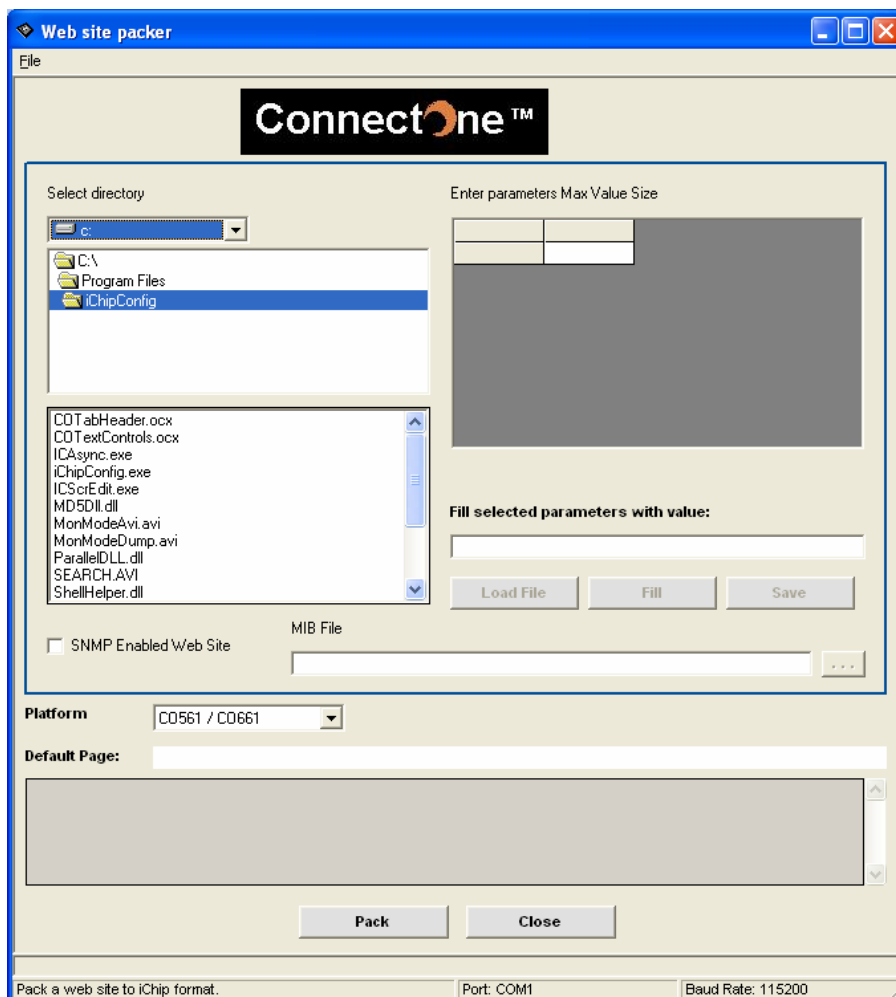 Web site packer
File
ConnectOne™
Select directory
c:
C:\
Program Files
iChipConfig
COTabHeader.ocx
COTextControls.ocx
ICAsync.exe
iChipConfig.exe
ICScrEdit.exe
MD5Dll.dll
MonModeAvi.avi
MonModeDump.avi
ParallelDLL.dll
SEARCH.AVI
ShellHelper.dll
Enter parameters Max Value Size
Fill selected parameters with value:
Load File Fill Save
SNMP Enabled Web Site
MIB File
...
Platform CO561 / CO661
Default Page:
Pack Close
Pack a web site to iChip format. Port: COM1 Baud Rate: 115200